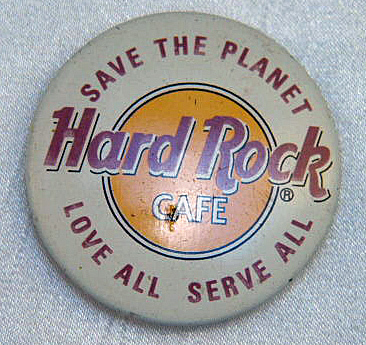 SAVE THE PLANET
Hard Rock
®
CAFE
LOVE ALL SERVE ALL